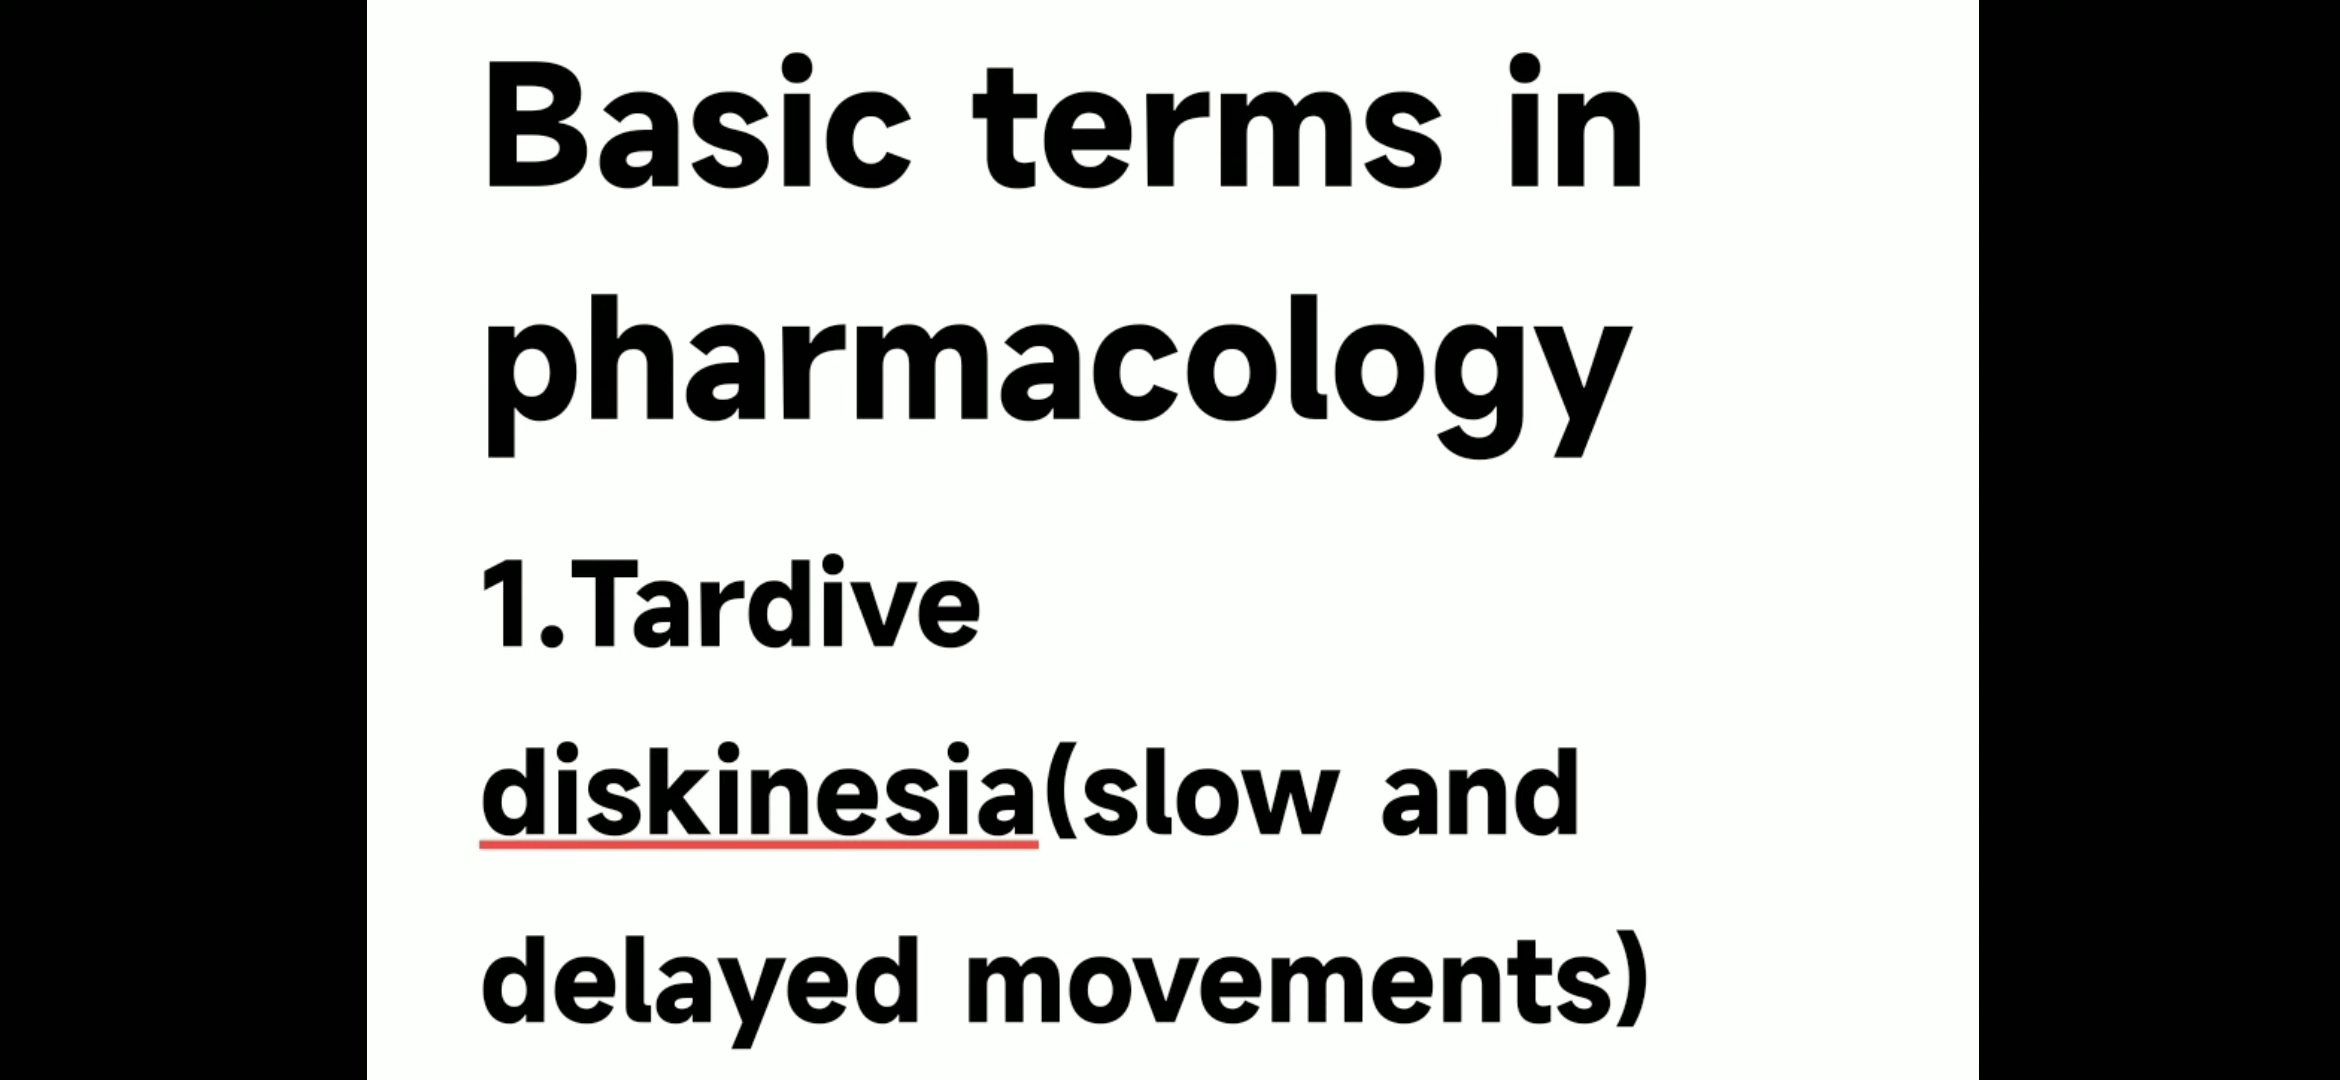 Basic terms in
pharmacology
1.Tardive
diskinesia(slow and
delayed movements)